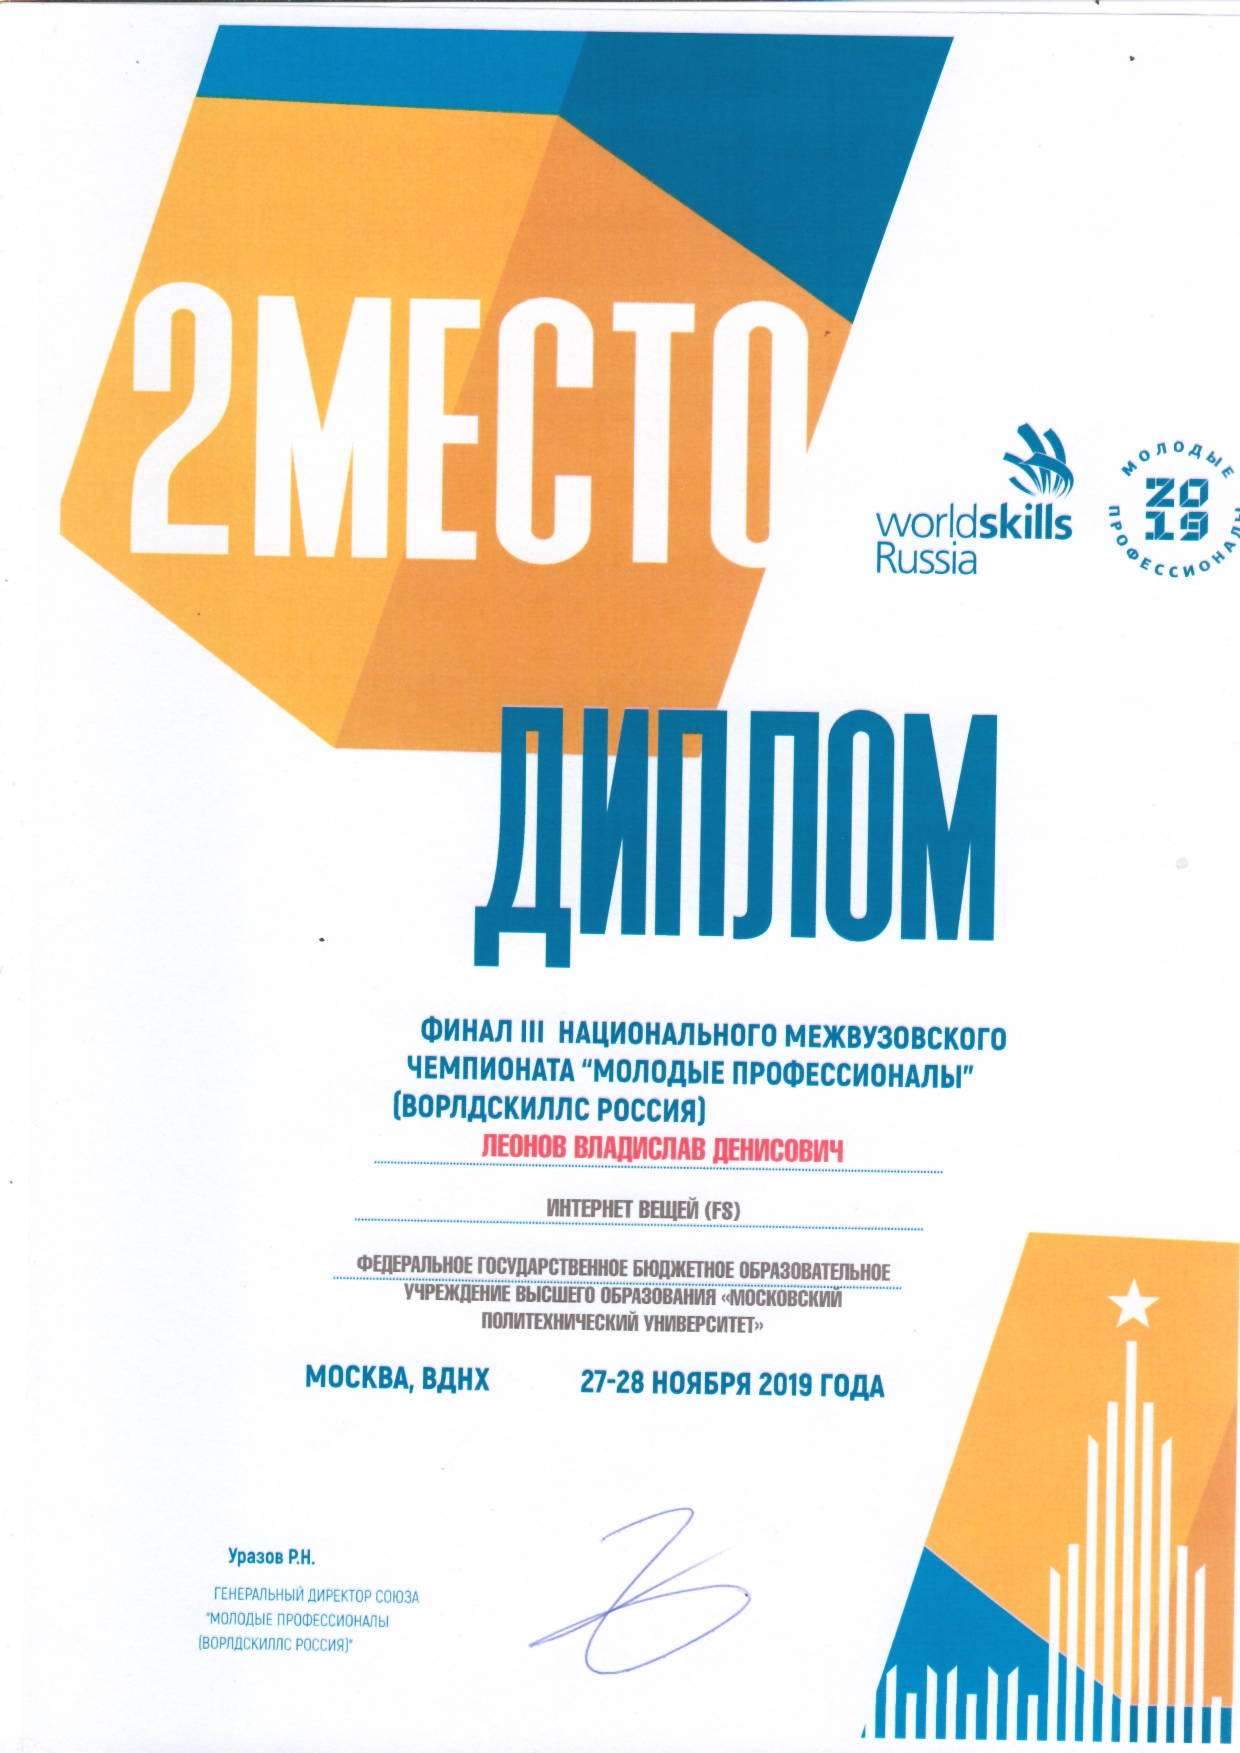 2МЕСТО
worldskills
Russia
МОЛОДЫЕ
2019
ПРОФЕССИОНАЛЫ
ДИПЛОМ
ФИНАЛ III НАЦИОНАЛЬНОГО МЕЖВУЗОВСКОГО
ЧЕМПИОНАТА “МОЛОДЫЕ ПРОФЕССИОНАЛЫ”
(ВОРЛДСКИЛЛС РОССИЯ)
ЛЕОНОВ ВЛАДИСЛАВ ДЕНИСОВИЧ
ИНТЕРНЕТ ВЕЩЕЙ (FS)
ФЕДЕРАЛЬНОЕ ГОСУДАРСТВЕННОЕ БЮДЖЕТНОЕ ОБРАЗОВАТЕЛЬНОЕ
УЧРЕЖДЕНИЕ ВЫСШЕГО ОБРАЗОВАНИЯ «МОСКОВСКИЙ
ПОЛИТЕХНИЧЕСКИЙ УНИВЕРСИТЕТ»
МОСКВА, ВДНХ 27-28 НОЯБРЯ 2019 ГОДА
Уразов Р.Н.
ГЕНЕРАЛЬНЫЙ ДИРЕКТОР СОЮЗА
"МОЛОДЫЕ ПРОФЕССИОНАЛЫ
(ВОРЛДСКИЛЛС РОССИЯ)"